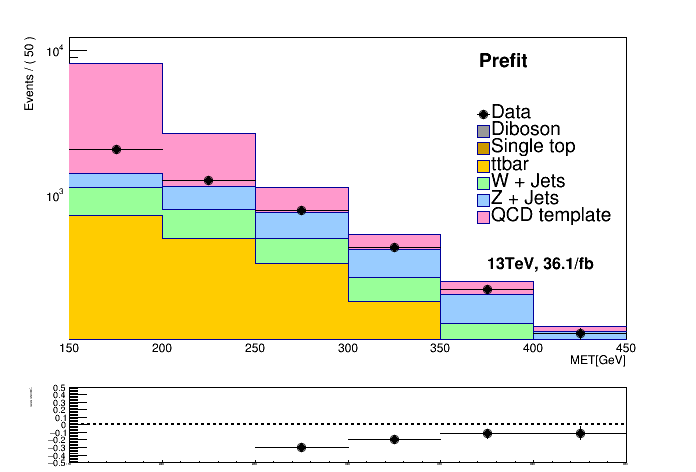 Events / ( 50 )
10⁴
10³
Prefit
Data
Diboson
Single top
ttbar
W + Jets
Z + Jets
QCD template
13TeV, 36.1/fb
150 200 250 300 350 400 450
MET[GeV]
0.5
0.4
0.3
0.2
0.1
0
−0.1
−0.2
−0.3
−0.4
−0.5